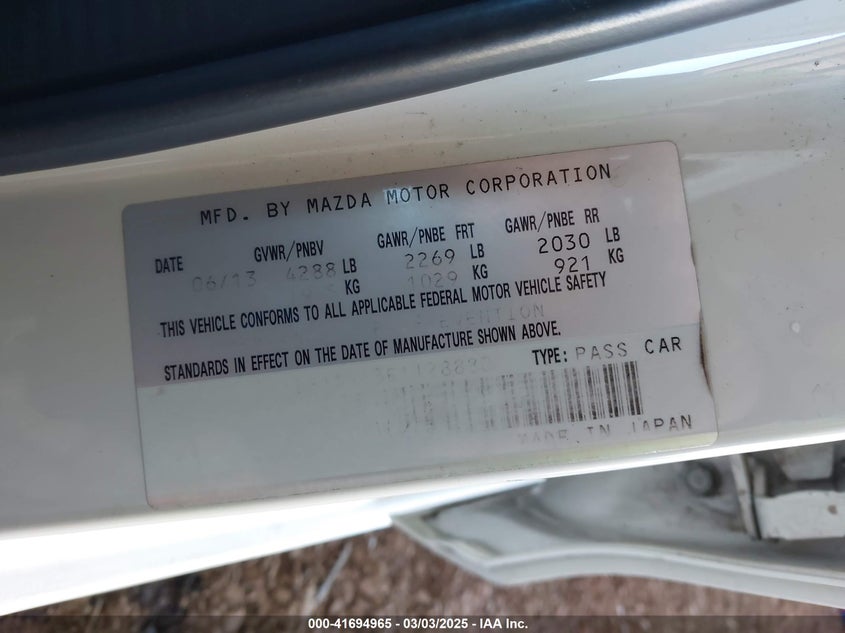 MFD. BY MAZDA MOTOR CORPORATION
DATE GVWR/PNBV GAWR/PNBE FRT GAWR/PNBE RR
06/13 4288 LB 2269 LB 2030 LB
KG 1029 KG 921 KG
THIS VEHICLE CONFORMS TO ALL APPLICABLE FEDERAL MOTOR VEHICLE SAFETY
STANDARDS IN EFFECT ON THE DATE OF MANUFACTURE SHOWN ABOVE.
TYPE: PASS CAR
MADE IN JAPAN
000-41694965 - 03/03/2025 - IAA Inc.